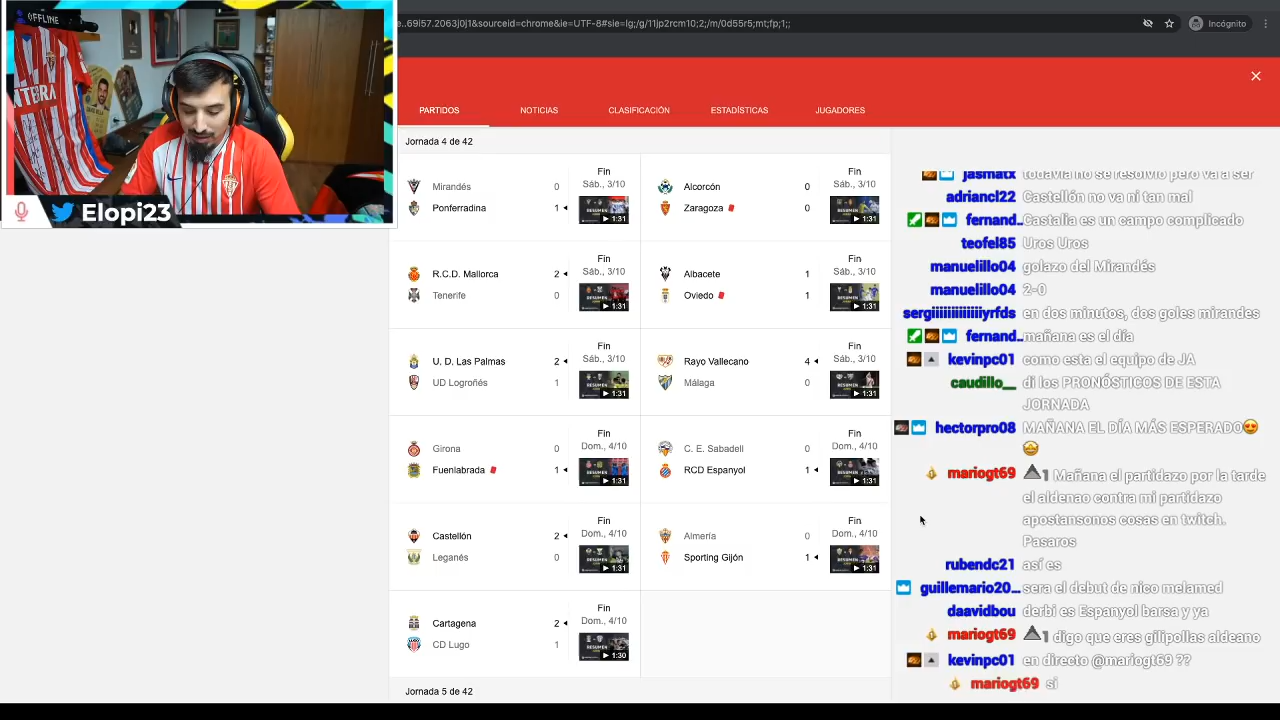 OFFLINE
Elopi23
e..69i57.2063j0j1&sourceid=chrome&ie=UTF-8#sie=lg;/g/11jp2rcm10;2;/m/0d55r5;mt;fp;1;;
Incógnito
PARTIDOS
NOTICIAS
CLASIFICACIÓN
ESTADÍSTICAS
JUGADORES
Jornada 4 de 42
Mirandés 0
Ponferradina 1
Fin
Sáb., 3/10
1:31
Alcorcón 0
Zaragoza 0
Fin
Sáb., 3/10
1:31
R.C.D. Mallorca 2
Tenerife 0
Fin
Sáb., 3/10
1:31
Albacete 1
Oviedo 1
Fin
Sáb., 3/10
1:31
U. D. Las Palmas 2
UD Logroñés 1
Fin
Sáb., 3/10
1:31
Rayo Vallecano 4
Málaga 0
Fin
Sáb., 3/10
1:31
Girona 0
Fuenlabrada 1
Fin
Dom., 4/10
1:31
C. E. Sabadell 0
RCD Espanyol 1
Fin
Dom., 4/10
1:31
Castellón 2
Leganés 0
Fin
Dom., 4/10
1:31
Almería 0
Sporting Gijón 1
Fin
Dom., 4/10
1:31
Cartagena 2
CD Lugo 1
Fin
Dom., 4/10
1:30
Jornada 5 de 42
jasmatx todavía no se resolvió pero va a ser
adriancl22 Castellón no va ni tan mal
fernand... Castalia es un campo complicado
teofel85 Uros Uros
manuelillo04 golazo del Mirandés
manuelillo04 2-0
en dos minutos, dos goles mirandes
fernand... mañana es el día
kevinpc01 como esta el equipo de JA
caudillo__ di los PRONÓSTICOS DE ESTA
JORNADA
hectorpro08 MAÑANA EL DÍA MÁS ESPERADO😍
🤩
mariogt69 1 Mañana el partidazo por la tarde
el aldenao contra mi partidazo
apostansonos cosas en twitch.
Pasaros
rubendc21 así es
guillemario20... sera el debut de nico melamed
daavidbou derbi es Espanyol barsa y ya
mariogt69 1 digo que eres gilipollas aldeano
kevinpc01 en directo @mariogt69 ??
mariogt69 si